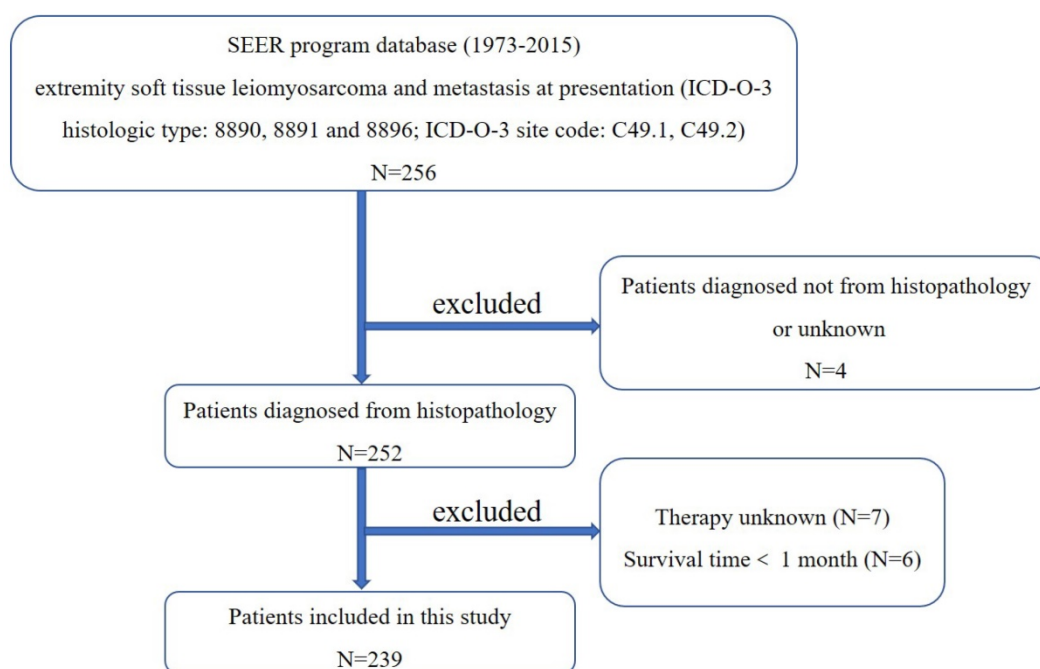 SEER program database (1973-2015)
extremity soft tissue leiomyosarcoma and metastasis at presentation (ICD-O-3
histologic type: 8890, 8891 and 8896; ICD-O-3 site code: C49.1, C49.2)
N=256
excluded
Patients diagnosed not from histopathology
or unknown
N=4
Patients diagnosed from histopathology
N=252
excluded
Therapy unknown (N=7)
Survival time < 1 month (N=6)
Patients included in this study
N=239